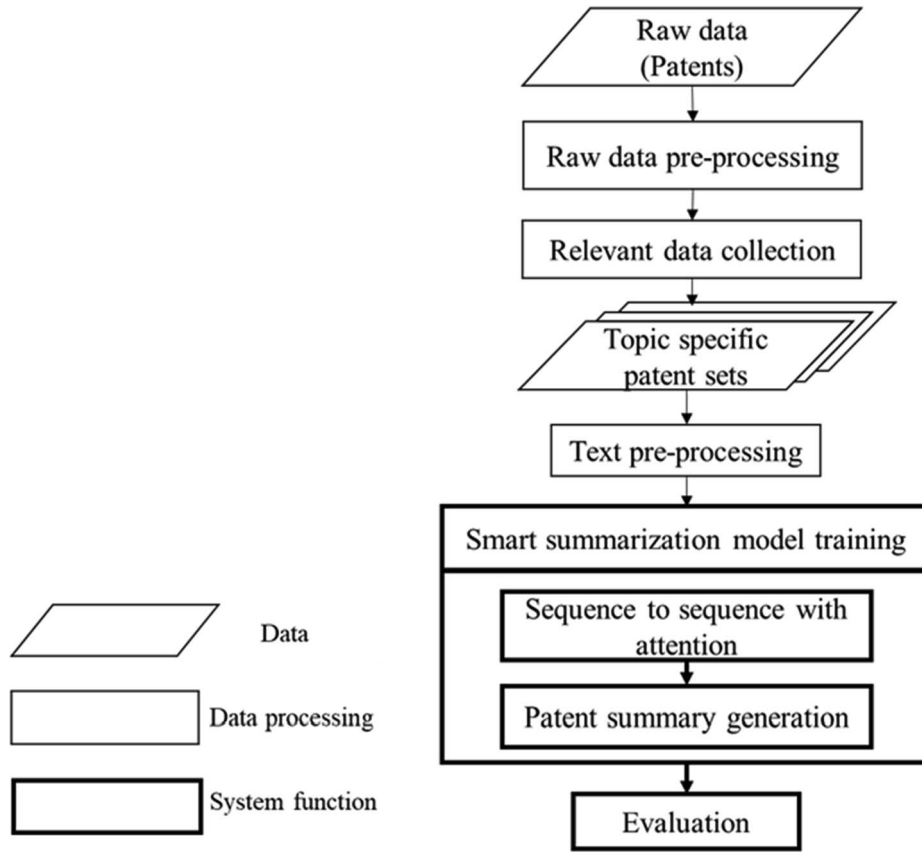 Raw data
(Patents)
Raw data pre-processing
Relevant data collection
Topic specific
patent sets
Text pre-processing
Smart summarization model training
Sequence to sequence with
attention
Patent summary generation
Evaluation
Data
Data processing
System function